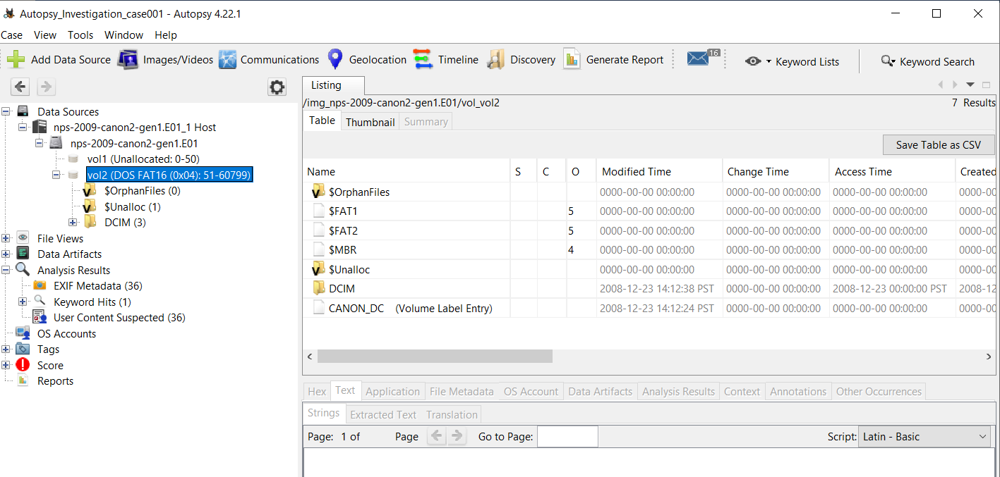 Autopsy_Investigation_case001 - Autopsy 4.22.1
Case View Tools Window Help
Add Data Source Images/Videos Communications Geolocation Timeline Discovery Generate Report 16 Keyword Lists Keyword Search
Data Sources
nps-2009-canon2-gen1.E01_1 Host
nps-2009-canon2-gen1.E01
vol1 (Unallocated: 0-50)
vol2 (DOS FAT16 (0x04): 51-60799)
$OrphanFiles (0)
$Unalloc (1)
DCIM (3)
File Views
Data Artifacts
Analysis Results
EXIF Metadata (36)
Keyword Hits (1)
User Content Suspected (36)
OS Accounts
Tags
Score
Reports
Listing
/img_nps-2009-canon2-gen1.E01/vol_vol2 7 Results
Table Thumbnail Summary
Save Table as CSV
Name S C O Modified Time Change Time Access Time Created
$OrphanFiles 0000-00-00 00:00:00 0000-00-00 00:00:00 0000-00-00 00:00:00 0000-0
$FAT1 5 0000-00-00 00:00:00 0000-00-00 00:00:00 0000-00-00 00:00:00 0000-0
$FAT2 5 0000-00-00 00:00:00 0000-00-00 00:00:00 0000-00-00 00:00:00 0000-0
$MBR 4 0000-00-00 00:00:00 0000-00-00 00:00:00 0000-00-00 00:00:00 0000-0
$Unalloc 0000-00-00 00:00:00 0000-00-00 00:00:00 0000-00-00 00:00:00 0000-0
DCIM 2008-12-23 14:12:38 PST 0000-00-00 00:00:00 2008-12-23 00:00:00 PST 2008-12
CANON_DC (Volume Label Entry) 2008-12-23 14:12:24 PST 0000-00-00 00:00:00 0000-00-00 00:00:00 0000-0
Hex Text Application File Metadata OS Account Data Artifacts Analysis Results Context Annotations Other Occurrences
Strings Extracted Text Translation
Page: 1 of Page Go to Page: Script: Latin - Basic